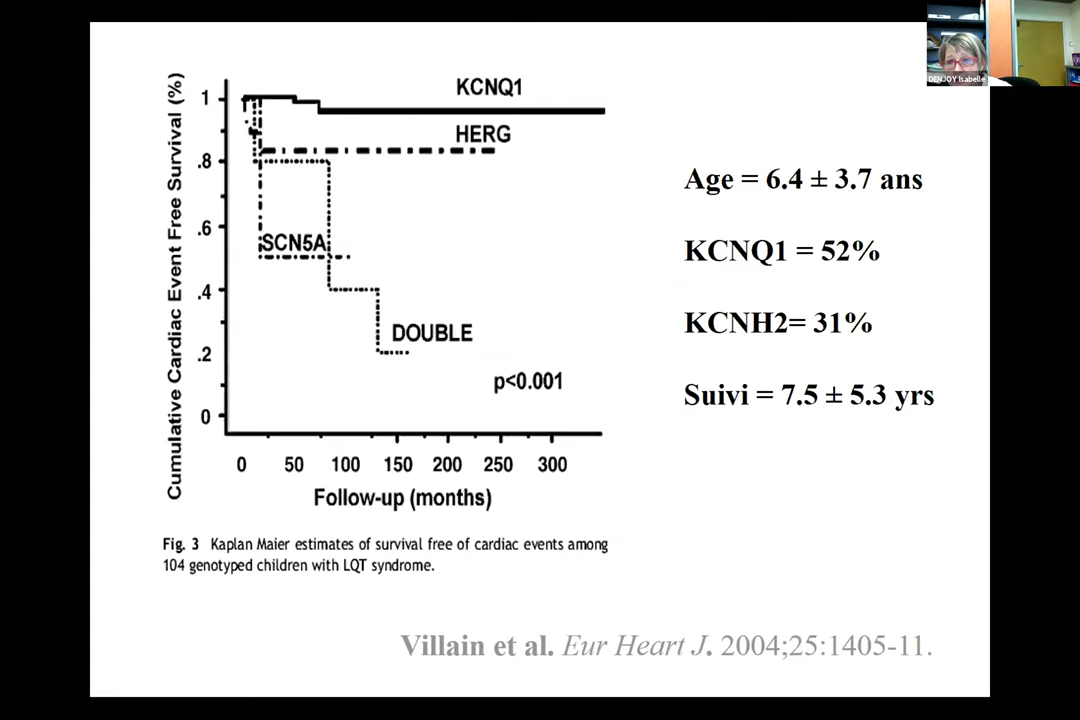 DENJOY Isabelle
Cumulative Cardiac Event Free Survival (%)
1
.8
.6
.4
.2
0
KCNQ1
HERG
SCN5A
DOUBLE
p<0.001
0 50 100 150 200 250 300
Follow-up (months)
Age = 6.4 ± 3.7 ans
KCNQ1 = 52%
KCNH2= 31%
Suivi = 7.5 ± 5.3 yrs
Fig. 3 Kaplan Maier estimates of survival free of cardiac events among
104 genotyped children with LQT syndrome.
Villain et al. Eur Heart J. 2004;25:1405-11.